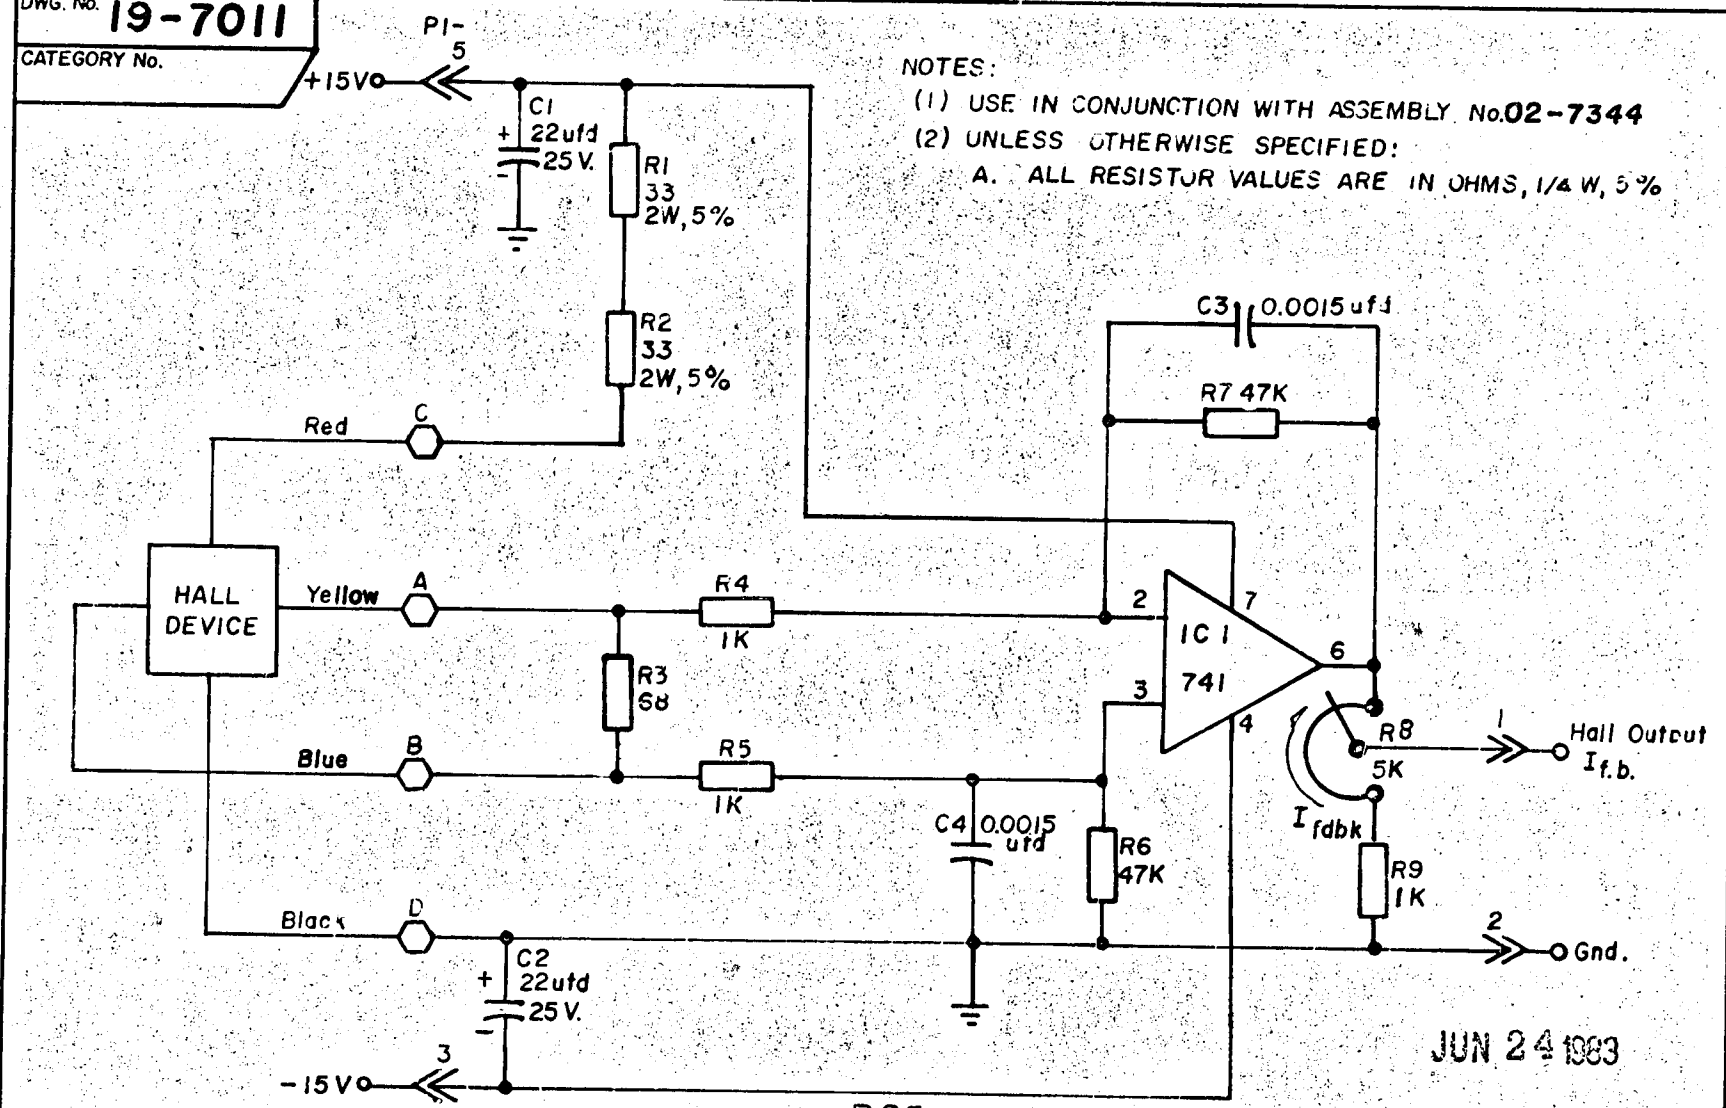 DWG. No. 19-7011
CATEGORY No.
P1-
5
+15V
C1
+ 22ufd
25V.
-
R1
33
2W, 5%
R2
33
2W, 5%
NOTES:
(1) USE IN CONJUNCTION WITH ASSEMBLY No. 02-7344
(2) UNLESS OTHERWISE SPECIFIED:
A. ALL RESISTOR VALUES ARE IN OHMS, 1/4 W, 5%
C3 0.0015 ufd
R7 47K
Red
C
HALL
DEVICE
Yellow
A
R4
1K
R3
68
Blue
B
R5
1K
2
3
7
IC 1
741
6
4
R8
5K
1
Hall Output
If.b.
Ifdbk
C4 0.0015
ufd
R6
47K
R9
1K
2
Gnd.
Black
D
C2
+ 22ufd
25V.
-
3
-15V
JUN 24 1983